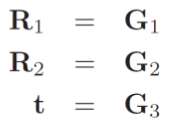 R₁ = G₁
R₂ = G₂
t = G₃